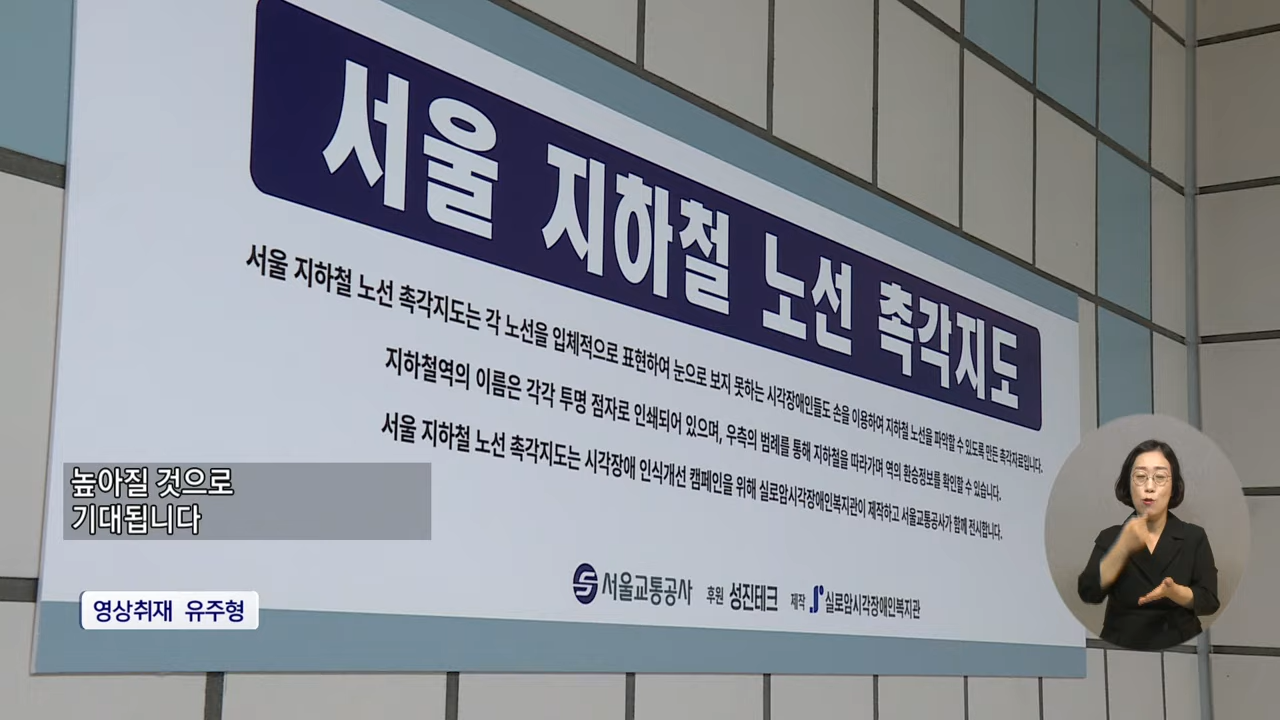 서울 지하철 노선 촉각지도
서울 지하철 노선 촉각지도는 각 노선을 입체적으로 표현하여 눈으로 보지 못하는 시각장애인들도 손을 이용하여 지하철 노선을 파악할 수 있도록 만든 촉각자료입니다.
지하철역의 이름은 각각 투명 점자로 인쇄되어 있으며, 우측의 범례를 통해 지하철을 따라가며 역의 환승정보를 확인할 수 있습니다.
서울 지하철 노선 촉각지도는 시각장애 인식개선 캠페인을 위해 실로암시각장애인복지관이 제작하고 서울교통공사가 함께 전시합니다.
높아질 것으로
기대됩니다
서울교통공사 후원 성진테크 제작 실로암시각장애인복지관
영상취재 유주형